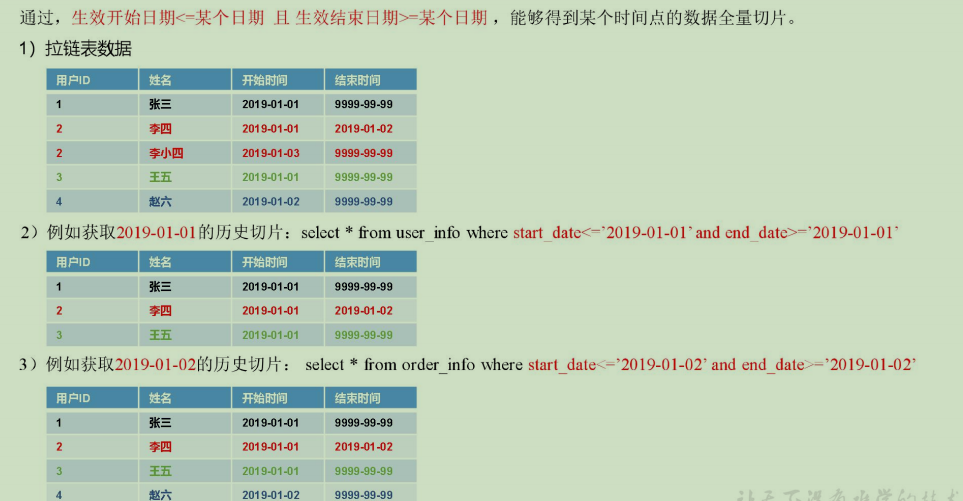 通过，生效开始日期<=某个日期 且 生效结束日期>=某个日期 ，能够得到某个时间点的数据全量切片。
1）拉链表数据
用户ID 姓名 开始时间 结束时间
1 张三 2019-01-01 9999-99-99
2 李四 2019-01-01 2019-01-02
2 李小四 2019-01-03 9999-99-99
3 王五 2019-01-01 9999-99-99
4 赵六 2019-01-02 9999-99-99
2）例如获取2019-01-01的历史切片：select * from user_info where start_date<='2019-01-01' and end_date>='2019-01-01'
用户ID 姓名 开始时间 结束时间
1 张三 2019-01-01 9999-99-99
2 李四 2019-01-01 2019-01-02
3 王五 2019-01-01 9999-99-99
3）例如获取2019-01-02的历史切片： select * from order_info where start_date<='2019-01-02' and end_date>='2019-01-02'
用户ID 姓名 开始时间 结束时间
1 张三 2019-01-01 9999-99-99
2 李四 2019-01-01 2019-01-02
3 王五 2019-01-01 9999-99-99
4 赵六 2019-01-02 9999-99-99